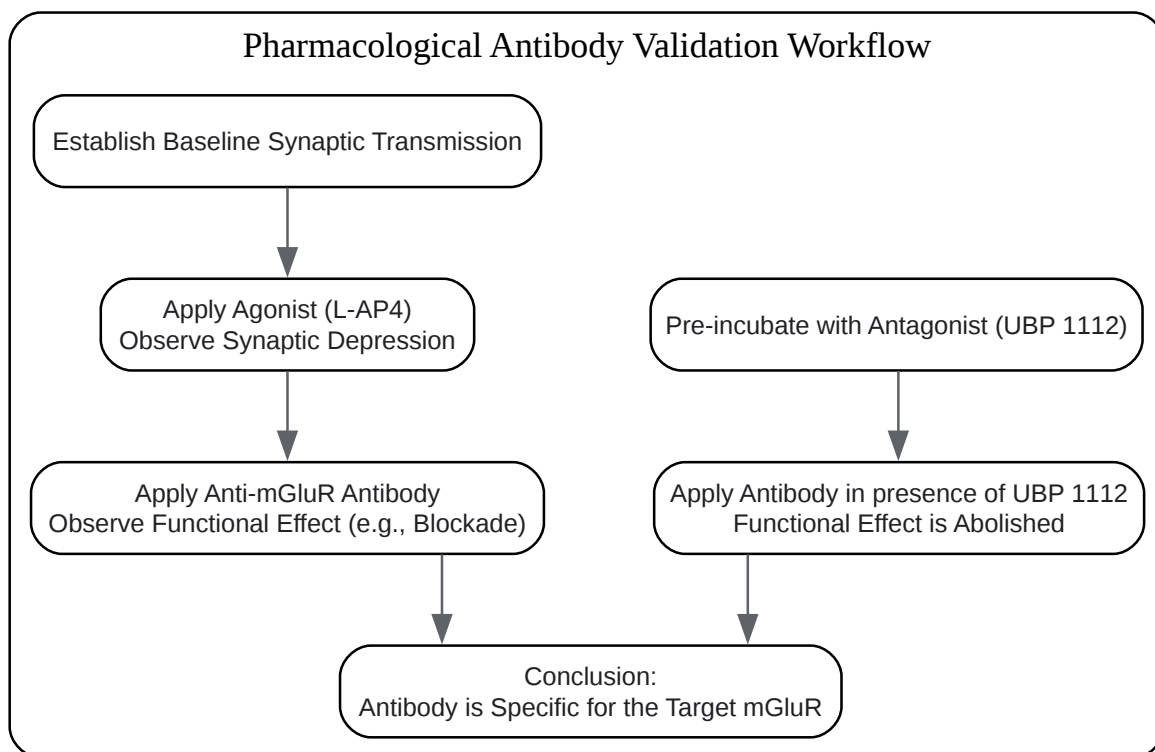 Pharmacological Antibody Validation Workflow
Establish Baseline Synaptic Transmission
Apply Agonist (L-AP4)
Observe Synaptic Depression
Pre-incubate with Antagonist (UBP 1112)
Apply Anti-mGluR Antibody
Observe Functional Effect (e.g., Blockade)
Apply Antibody in presence of UBP 1112
Functional Effect is Abolished
Conclusion:
Antibody is Specific for the Target mGluR